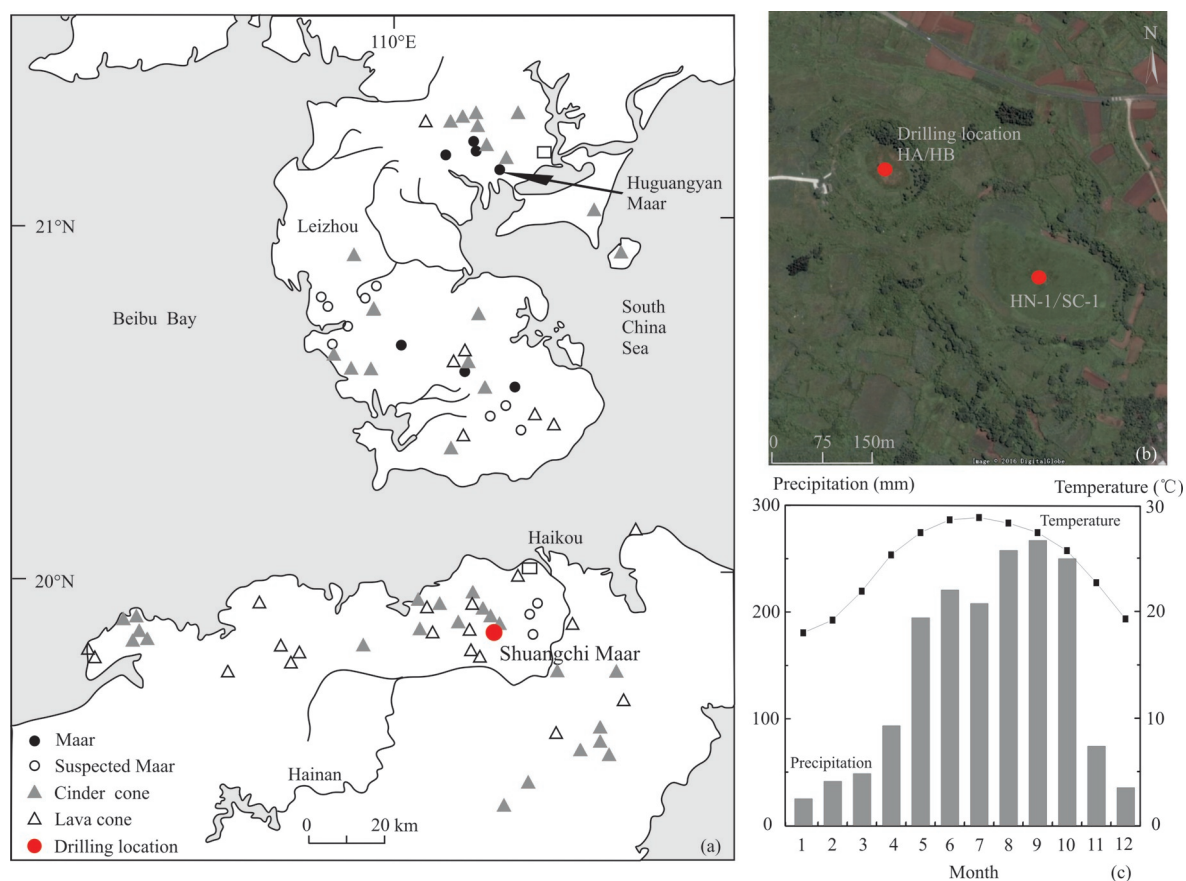 110°E
21°N
Leizhou
Huguangyan
Maar
Beibu Bay
South
China
Sea
Haikou
20°N
Shuangchi Maar
Maar
Suspected Maar
Cinder cone
Lava cone
Drilling location
Hainan
0 20 km
(a)
N
Drilling location
HA/HB
HN-1/SC-1
0 75 150m
Image © 2016 DigitalGlobe
(b)
Precipitation (mm)
Temperature (℃)
300
200
100
0
30
20
10
0
Temperature
Precipitation
1 2 3 4 5 6 7 8 9 10 11 12
Month
(c)